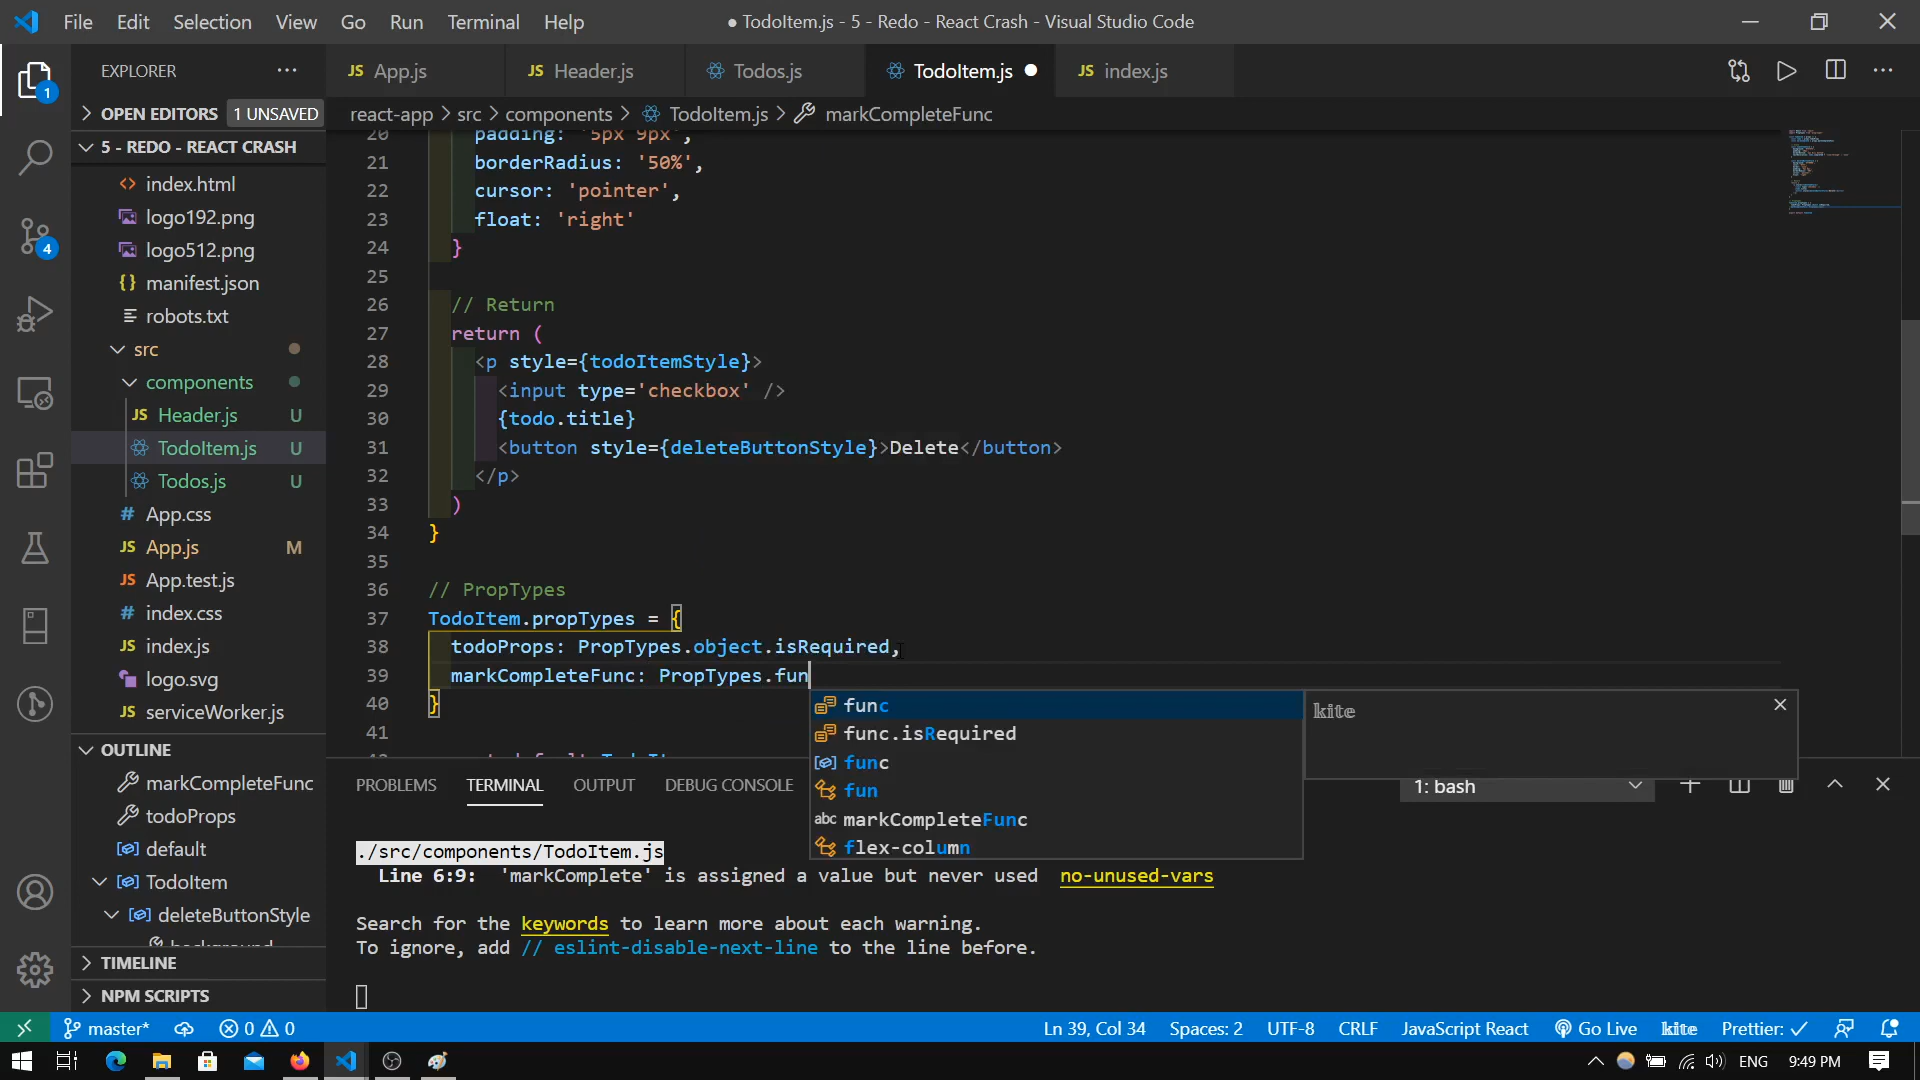 File Edit Selection View Go Run Terminal Help
● TodoItem.js - 5 - Redo - React Crash - Visual Studio Code
EXPLORER
App.js
Header.js
Todos.js
TodoItem.js
index.js
OPEN EDITORS 1 UNSAVED
react-app > src > components > TodoItem.js > markCompleteFunc
5 - REDO - REACT CRASH
index.html
logo192.png
logo512.png
manifest.json
robots.txt
src
components
JS Header.js U
TodoItem.js U
Todos.js U
# App.css
JS App.js M
JS App.test.js
# index.css
JS index.js
logo.svg
JS serviceWorker.js
OUTLINE
markCompleteFunc
todoProps
default
TodoItem
deleteButtonStyle
background
TIMELINE
NPM SCRIPTS
20 padding: '5px 9px',
21 borderRadius: '50%',
22 cursor: 'pointer',
23 float: 'right'
24 }
25
26 // Return
27 return (
28 <p style={todoItemStyle}>
29 <input type='checkbox' />
30 {todo.title}
31 <button style={deleteButtonStyle}>Delete</button>
32 </p>
33 )
34 }
35
36 // PropTypes
37 TodoItem.propTypes = {
38 todoProps: PropTypes.object.isRequired,
39 markCompleteFunc: PropTypes.fun
40 }
41
func
func.isRequired
func
fun
markCompleteFunc
flex-column
kite
PROBLEMS TERMINAL OUTPUT DEBUG CONSOLE
1: bash
./src/components/TodoItem.js
Line 6:9: 'markComplete' is assigned a value but never used no-unused-vars
Search for the keywords to learn more about each warning.
To ignore, add // eslint-disable-next-line to the line before.
master* 0 0 Ln 39, Col 34 Spaces: 2 UTF-8 CRLF JavaScript React Go Live kite Prettier: ✓
ENG 9:49 PM
1
4